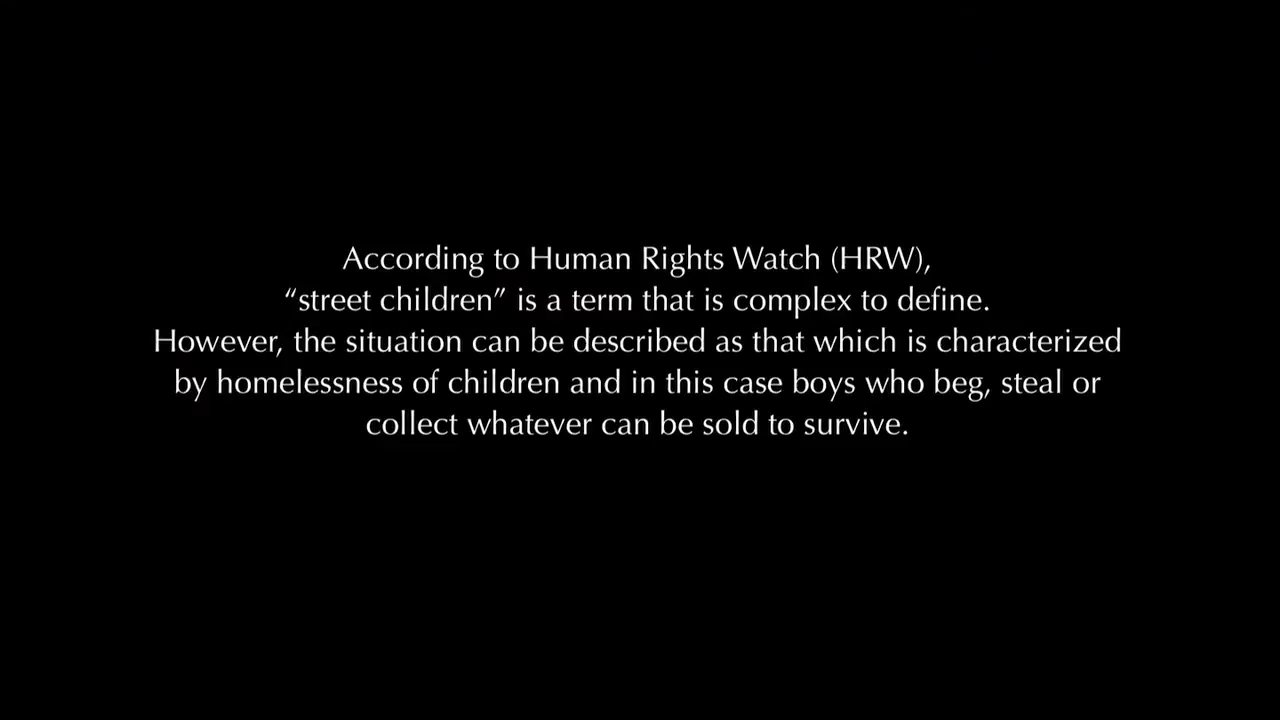 According to Human Rights Watch (HRW),
“street children” is a term that is complex to define.
However, the situation can be described as that which is characterized
by homelessness of children and in this case boys who beg, steal or
collect whatever can be sold to survive.